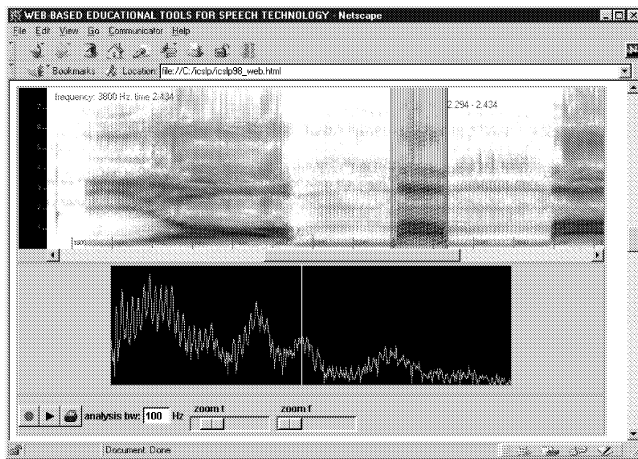 WEB-BASED EDUCATIONAL TOOLS FOR SPEECH TECHNOLOGY - Netscape
File Edit View Go Communicator Help
Bookmarks Location: file://C:/icslp/icslp98_web.html
frequency: 3800 Hz, time 2.434
2.294 - 2.434
analysis bw: 100 Hz zoom t zoom f
Document: Done